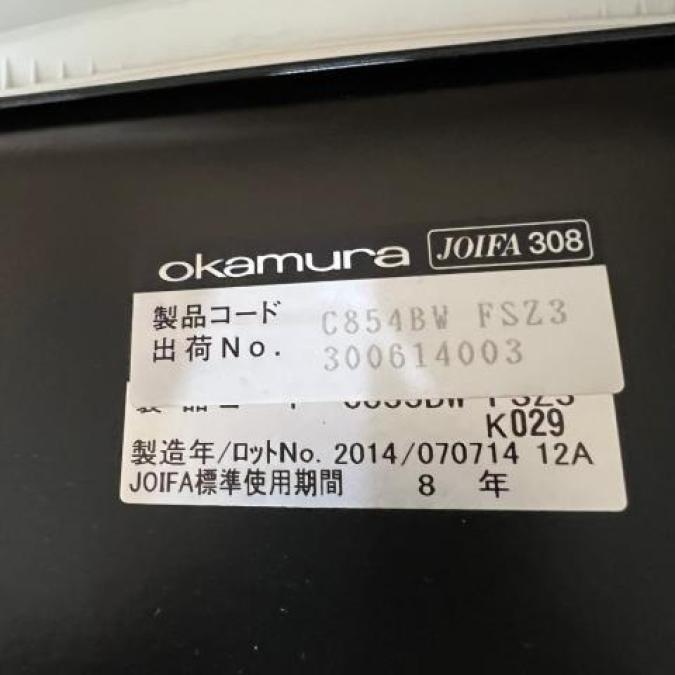 okamura JOIFA 308
製品コード C854BW FSZ3
出荷No. 300614003
K029
製造年/ロットNo. 2014/070714 12A
JOIFA標準使用期間 8 年